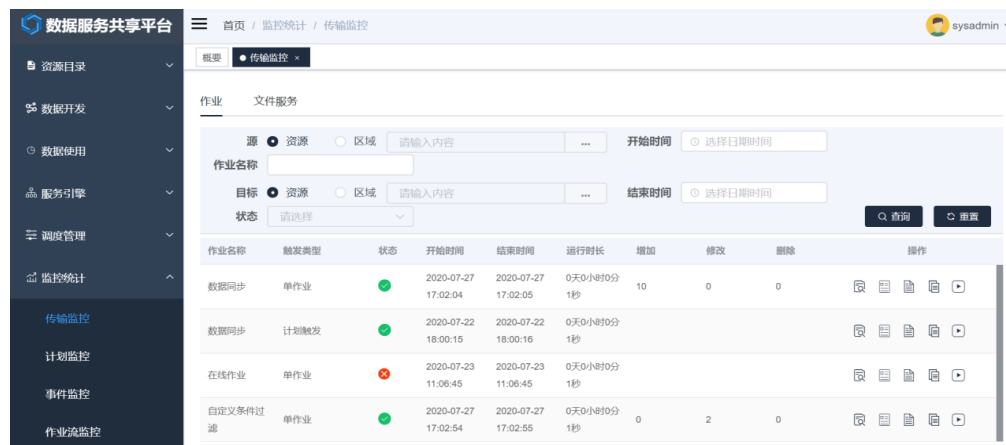 数据服务共享平台
首页 / 监控统计 / 传输监控
sysadmin
概要
传输监控 ×
资源目录
数据开发
数据使用
服务引擎
调度管理
监控统计
传输监控
计划监控
事件监控
作业流监控
作业 文件服务
源 资源 区域 请输入内容 ... 开始时间 选择日期时间
作业名称
目标 资源 区域 请输入内容 ... 结束时间 选择日期时间
状态 请选择 查询 重置
作业名称 触发类型 状态 开始时间 结束时间 运行时长 增加 修改 删除 操作
数据同步 单作业 2020-07-27 17:02:04 2020-07-27 17:02:05 0天0小时0分1秒 10 0 0
数据同步 计划触发 2020-07-22 18:00:15 2020-07-22 18:00:16 0天0小时0分1秒
在线作业 单作业 2020-07-23 11:06:45 2020-07-23 11:06:45 0天0小时0分1秒
自定义条件过滤 单作业 2020-07-27 17:02:54 2020-07-27 17:02:55 0天0小时0分1秒 0 2 0